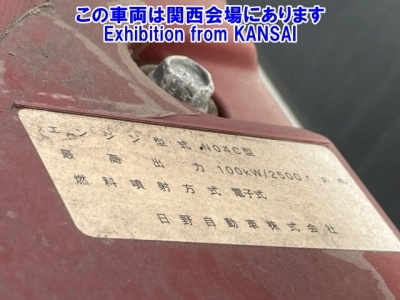 この車両は関西会場にあります
Exhibition from KANSAI
エンジン型式 N04C型
最高出力 100kW/2500r.p.m.
燃料噴射方式 電子式
日野自動車株式会社